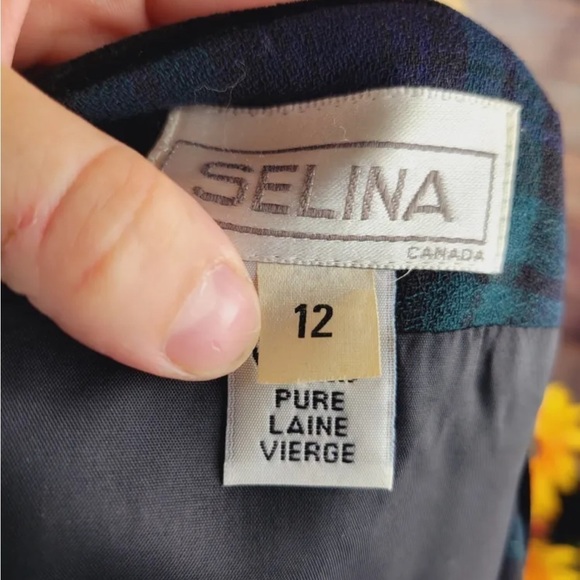 SELINA
CANADA
12
PURE
LAINE
VIERGE